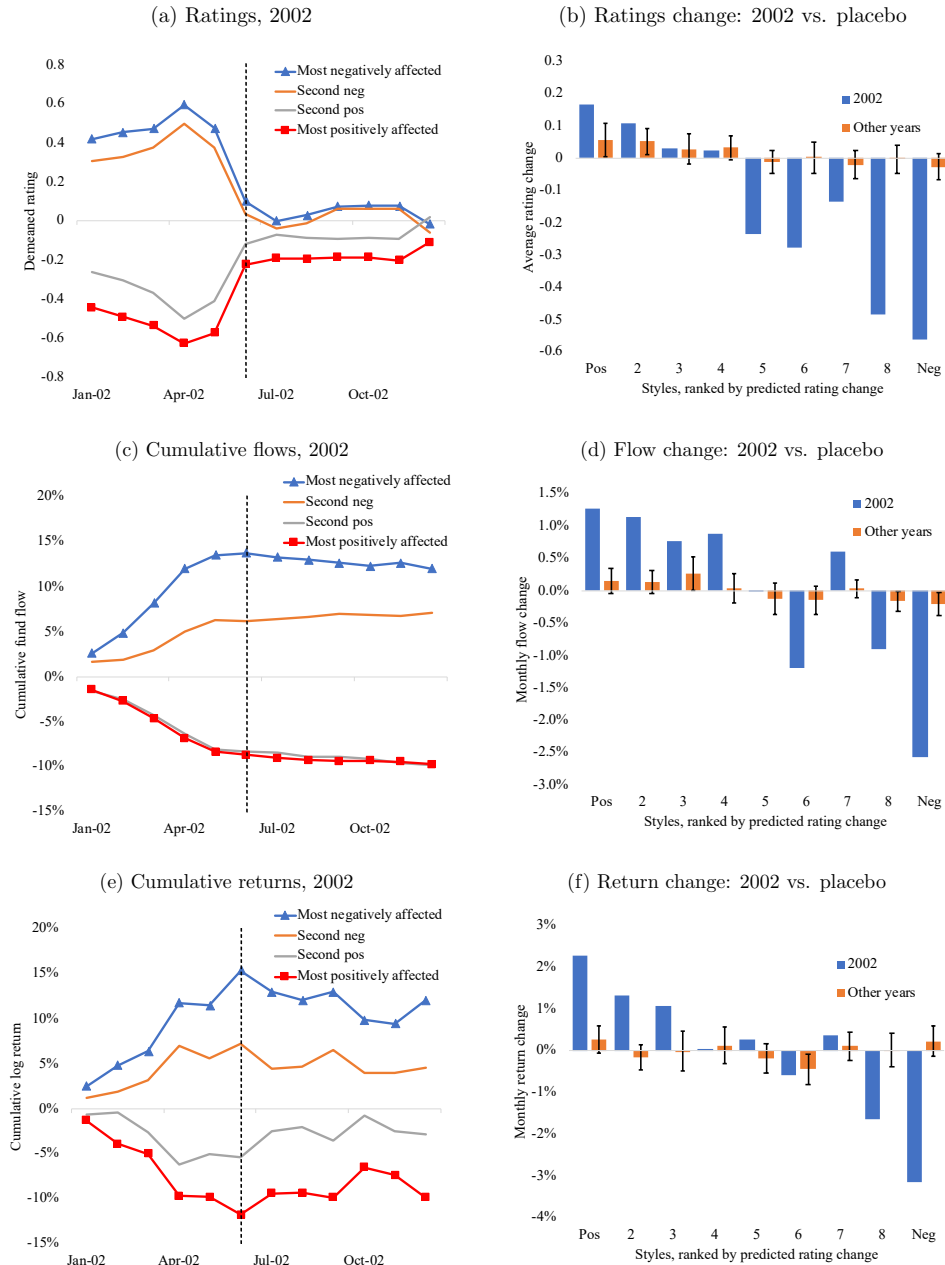 (a) Ratings, 2002
0.8
0.6
0.4
0.2
0
-0.2
-0.4
-0.6
-0.8
Demeaned rating
Most negatively affected
Second neg
Second pos
Most positively affected
Jan-02 Apr-02 Jul-02 Oct-02
(b) Ratings change: 2002 vs. placebo
0.3
0.2
0.1
0
-0.1
-0.2
-0.3
-0.4
-0.5
-0.6
Average rating change
2002
Other years
Pos 2 3 4 5 6 7 8 Neg
Styles, ranked by predicted rating change
(c) Cumulative flows, 2002
20%
15%
10%
5%
0%
-5%
-10%
-15%
Cumulative fund flow
Most negatively affected
Second neg
Second pos
Most positively affected
Jan-02 Apr-02 Jul-02 Oct-02
(d) Flow change: 2002 vs. placebo
1.5%
1.0%
0.5%
0.0%
-0.5%
-1.0%
-1.5%
-2.0%
-2.5%
-3.0%
Monthly flow change
2002
Other years
Pos 2 3 4 5 6 7 8 Neg
Styles, ranked by predicted rating change
(e) Cumulative returns, 2002
20%
15%
10%
5%
0%
-5%
-10%
-15%
Cumulative log return
Most negatively affected
Second neg
Second pos
Most positively affected
Jan-02 Apr-02 Jul-02 Oct-02
(f) Return change: 2002 vs. placebo
3%
2%
1%
0%
-1%
-2%
-3%
-4%
Monthly return change
2002
Other years
Pos 2 3 4 5 6 7 8 Neg
Styles, ranked by predicted rating change